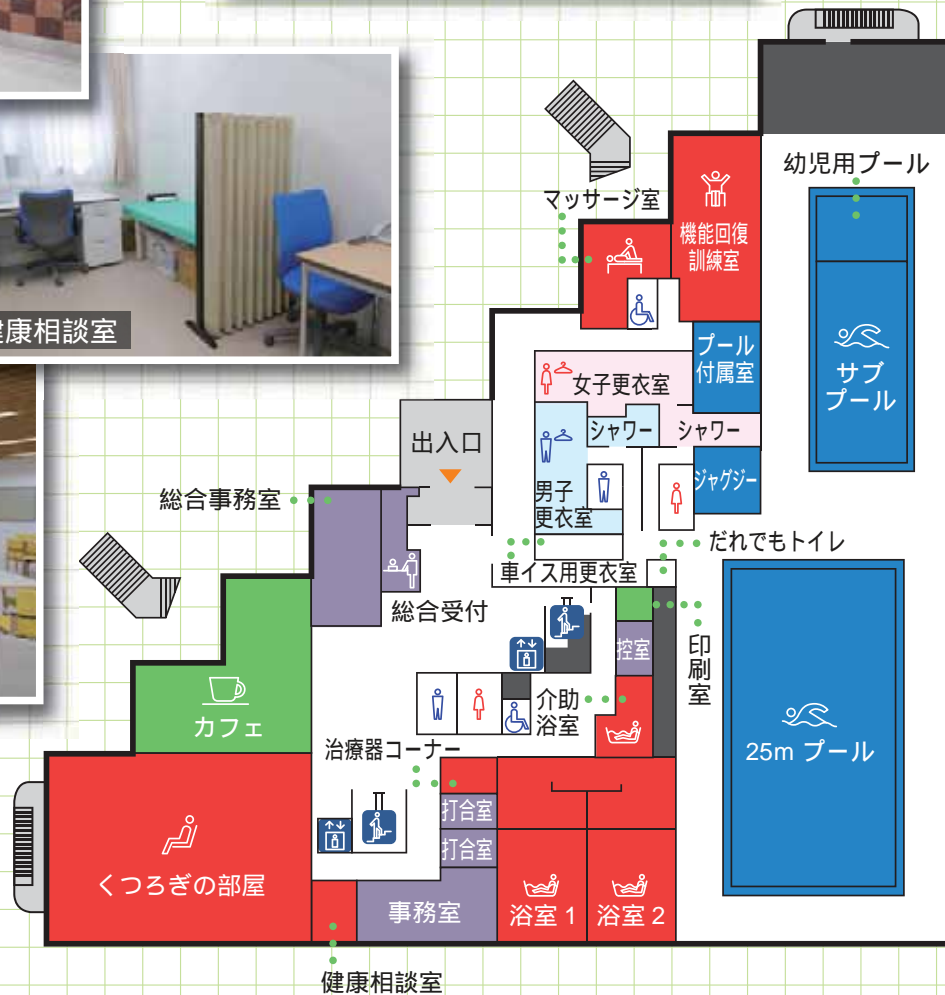 健康相談室
幼児用プール
マッサージ室
機能回復
訓練室
プール
付属室
サブ
プール
女子更衣室
シャワー
シャワー
出入口
ジャグジー
男子
更衣室
総合事務室
だれでもトイレ
車イス用更衣室
総合受付
控室
印刷室
介助
浴室
カフェ
25m プール
治療器コーナー
打合室
打合室
くつろぎの部屋
事務室
浴室 1
浴室 2
健康相談室